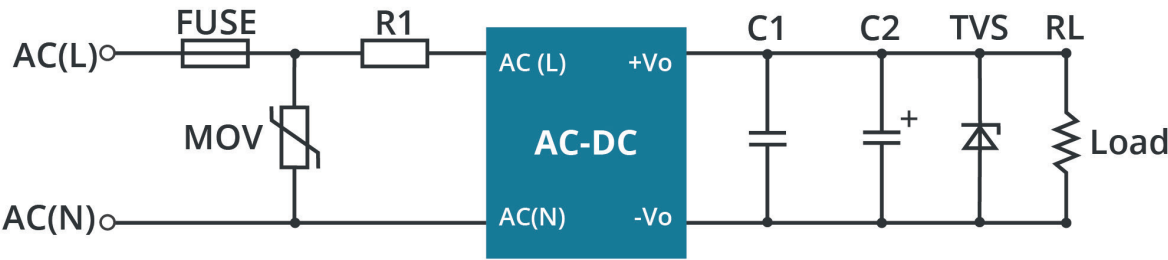 FUSE
R1
C1
C2
TVS
RL
AC(L)
AC (L)
+Vo
+
MOV
AC-DC
Load
AC(N)
AC(N)
-Vo